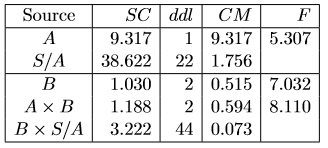 Source SC ddl CM F
A 9.317 1 9.317 5.307
S/A 38.622 22 1.756
B 1.030 2 0.515 7.032
A × B 1.188 2 0.594 8.110
B × S/A 3.222 44 0.073